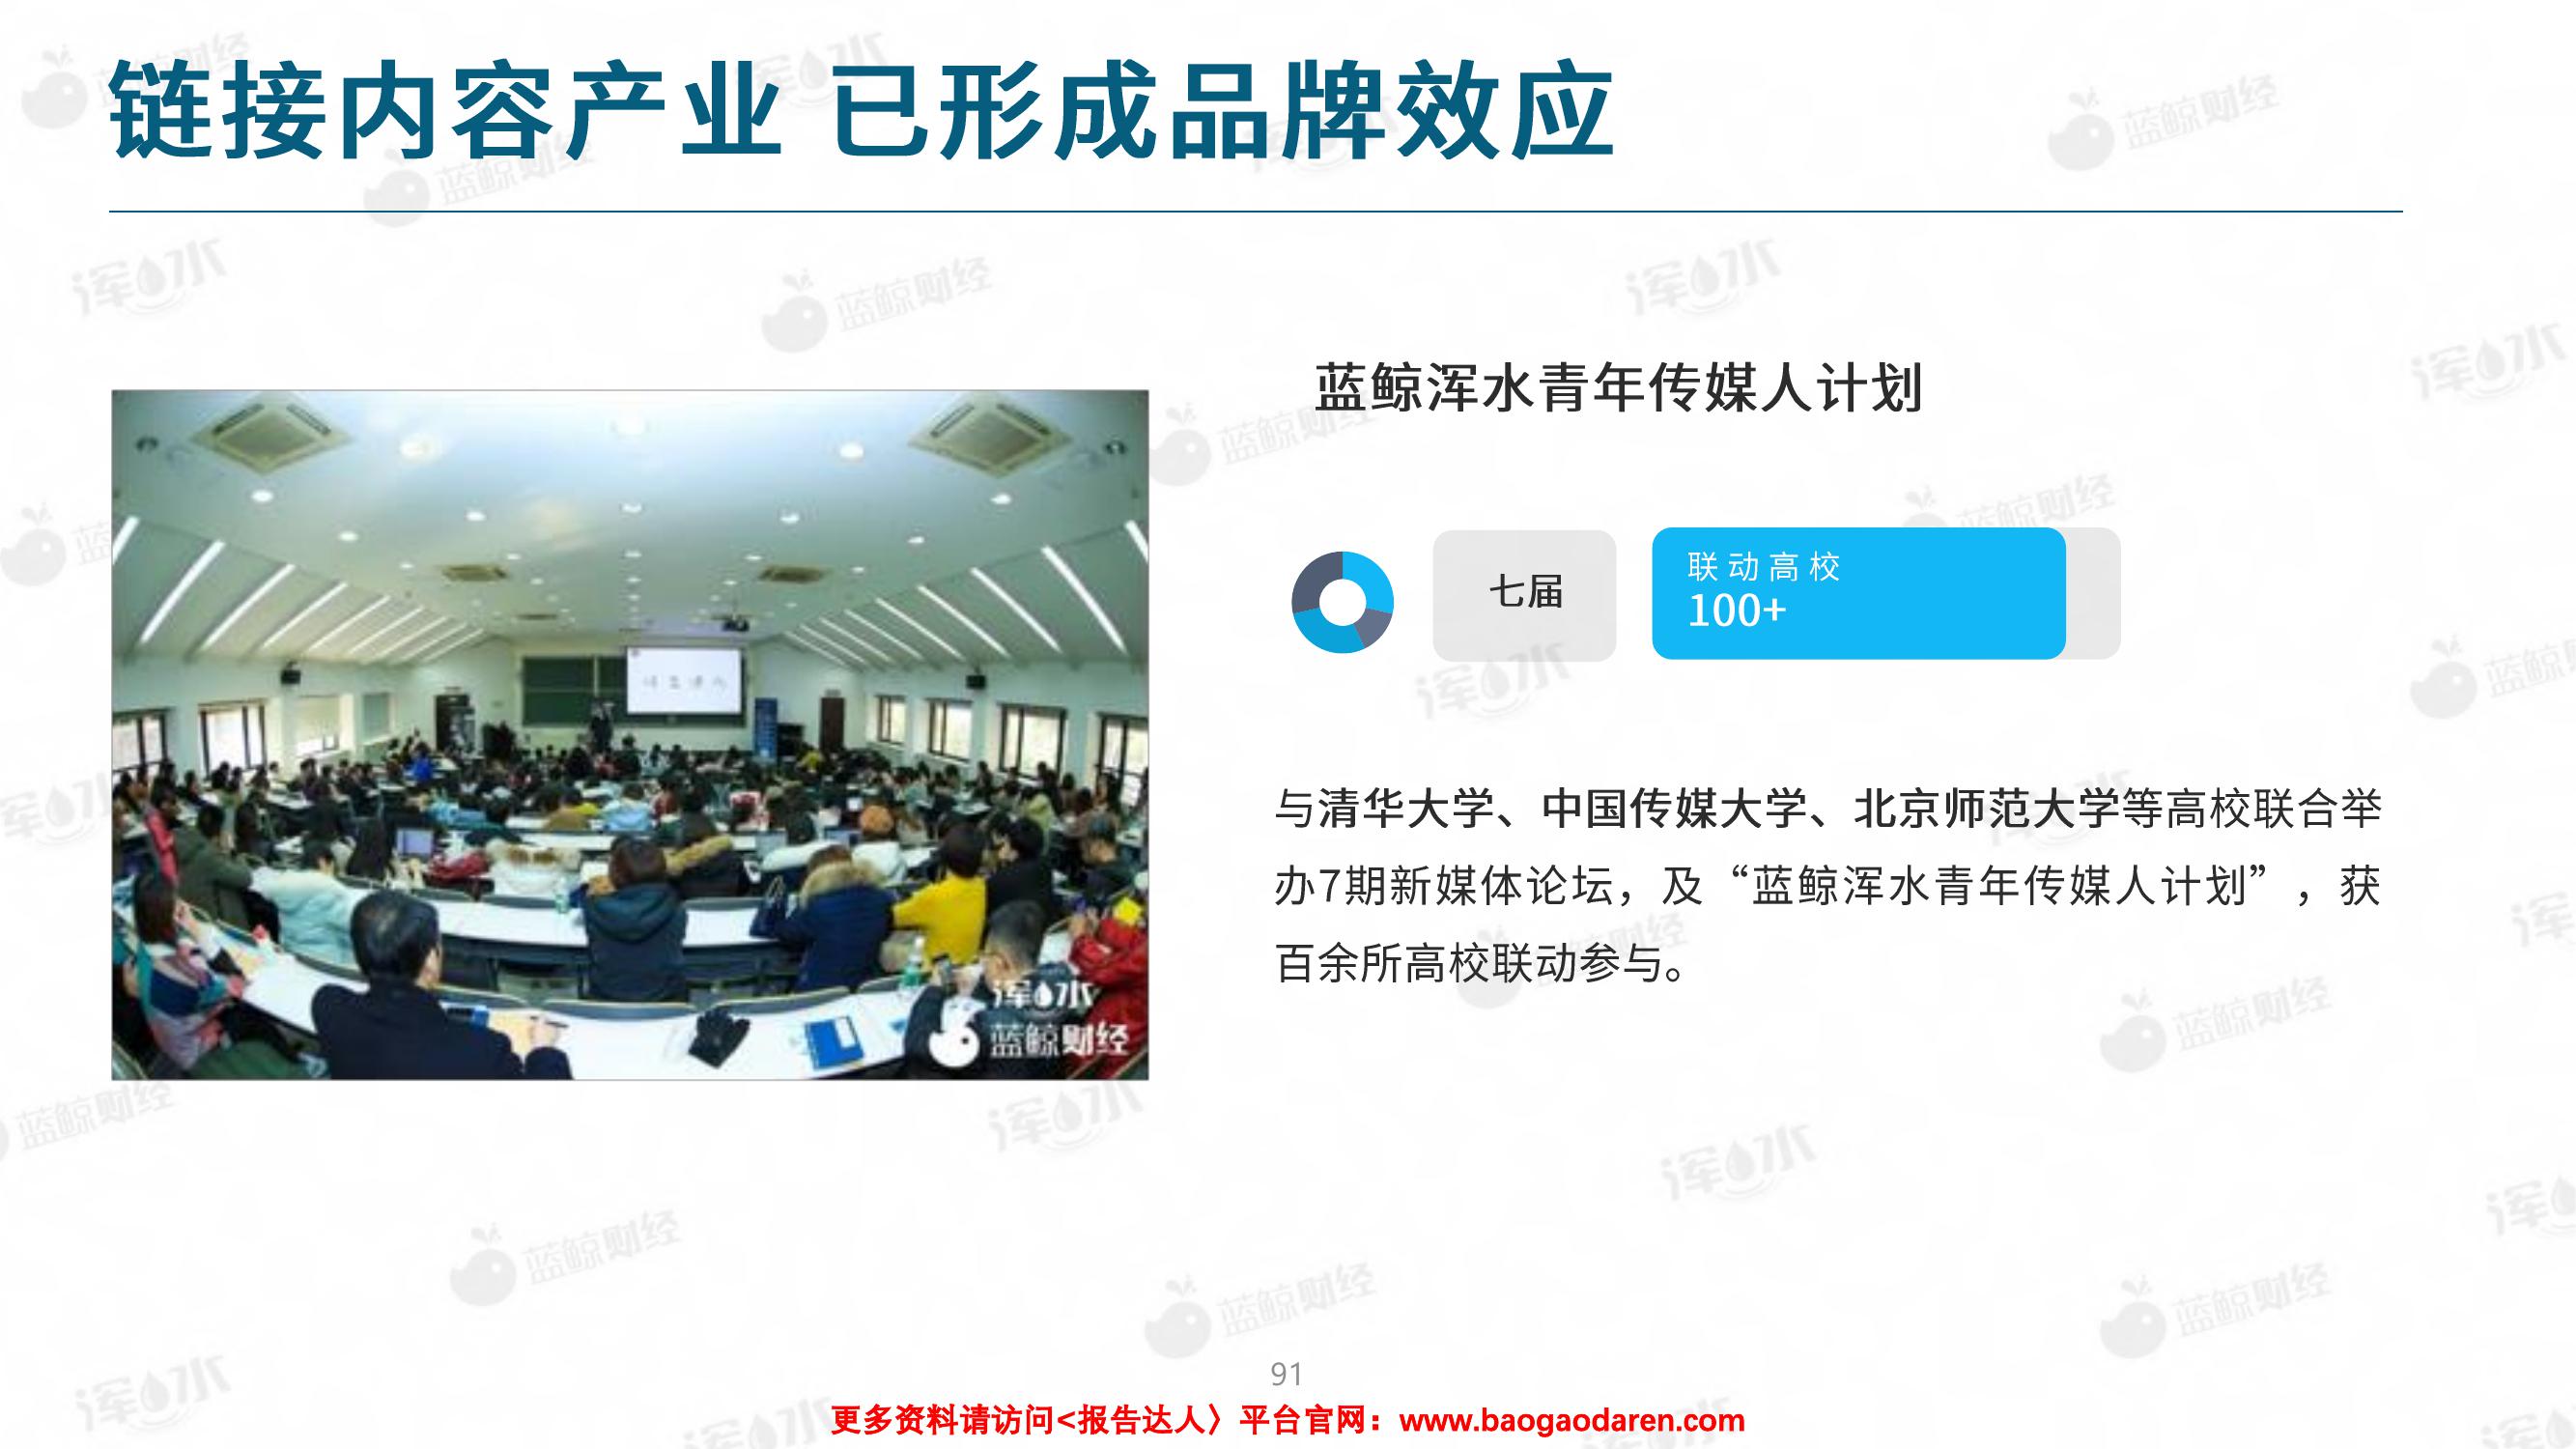 链接内容产业 已形成品牌效应
蓝鲸浑水青年传媒人计划
七届
联动高校
100+
与清华大学、中国传媒大学、北京师范大学等高校联合举
办7期新媒体论坛，及“蓝鲸浑水青年传媒人计划”，获
百余所高校联动参与。
浑水
蓝鲸财经
91
更多资料请访问<报告达人〉平台官网：www.baogaodaren.com